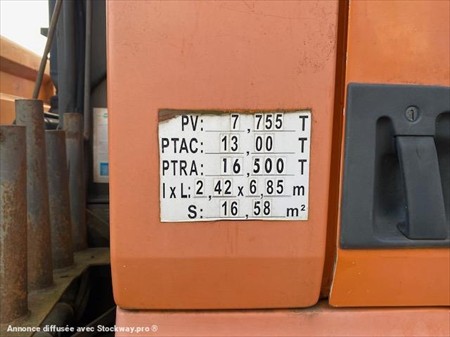 PV: 7,755 T
PTAC: 13,00 T
PTRA: 16,500 T
l x L: 2,42 x 6,85 m
S: 16,58 m²
1
Annonce diffusée avec Stockway.pro ®